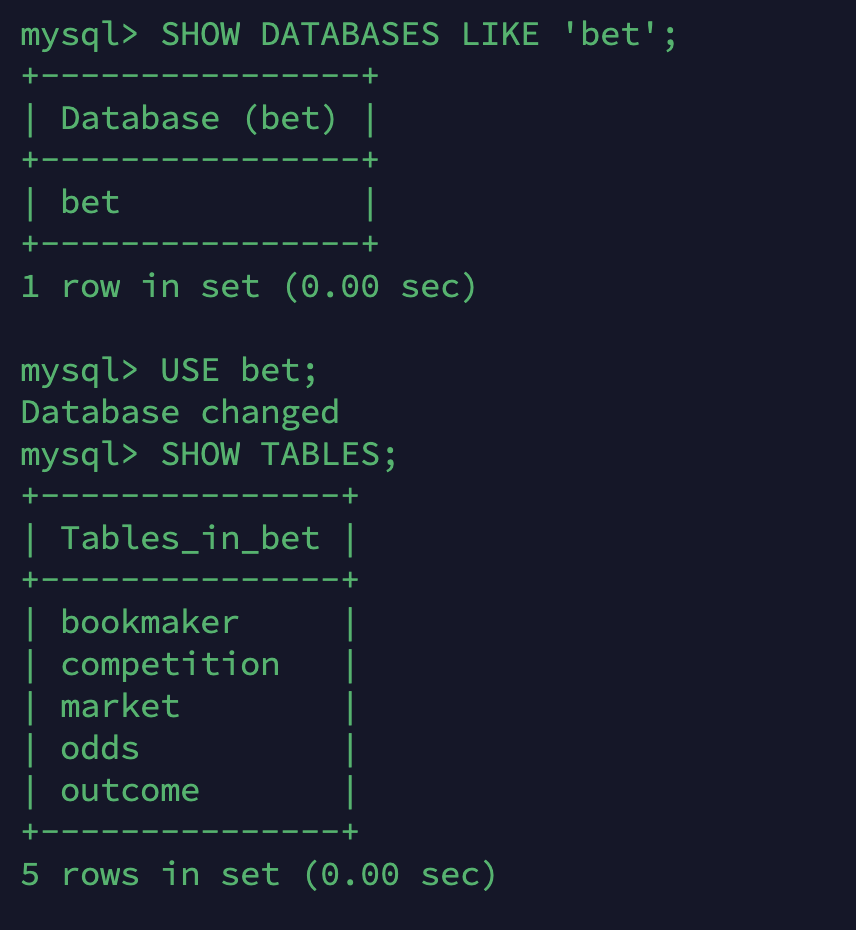 mysql> SHOW DATABASES LIKE 'bet';
+----------------+
| Database (bet) |
+----------------+
| bet            |
+----------------+
1 row in set (0.00 sec)

mysql> USE bet;
Database changed
mysql> SHOW TABLES;
+---------------+
| Tables_in_bet |
+---------------+
| bookmaker     |
| competition   |
| market        |
| odds          |
| outcome       |
+---------------+
5 rows in set (0.00 sec)